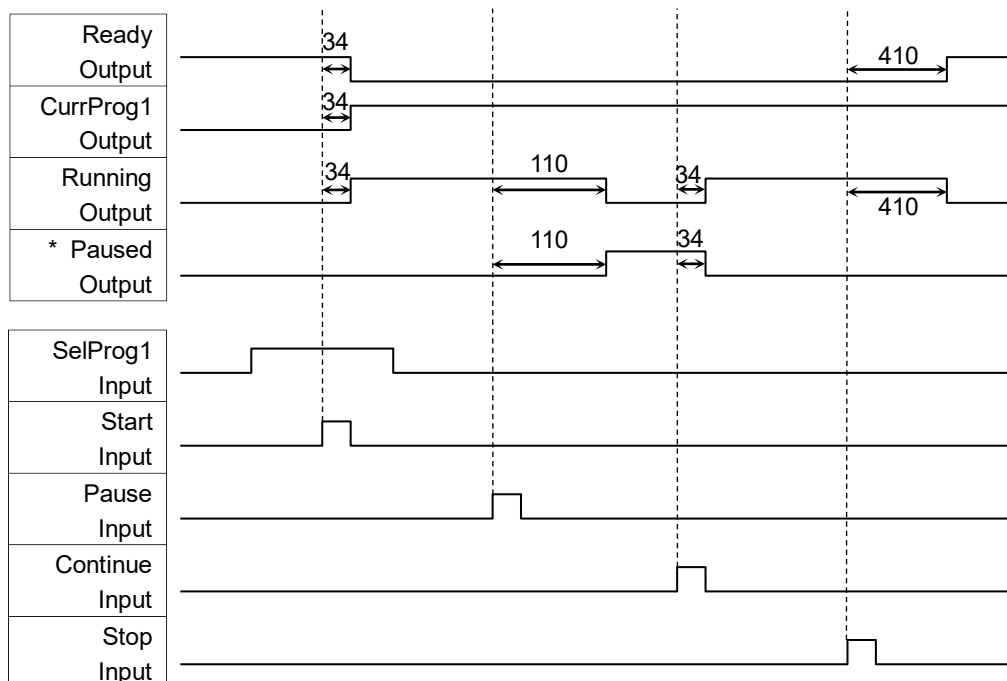 Ready
Output
34
410
CurrProg1
Output
34
Running
Output
34
110
34
410
* Paused
Output
110
34
SelProg1
Input
Start
Input
Pause
Input
Continue
Input
Stop
Input